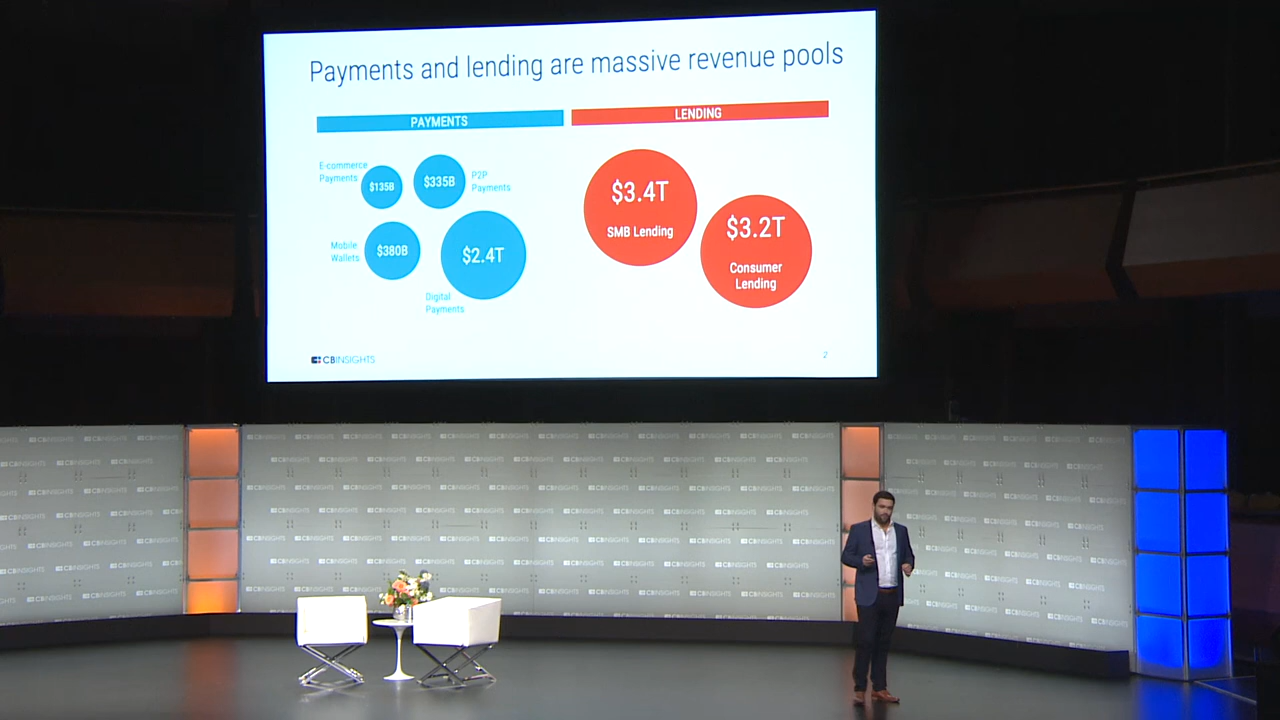 Payments and lending are massive revenue pools
PAYMENTS
LENDING
E-commerce
Payments
$135B
$335B
P2P
Payments
Mobile
Wallets
$380B
$2.4T
Digital
Payments
$3.4T
SMB Lending
$3.2T
Consumer
Lending
CBINSIGHTS
2
CBINSIGHTS